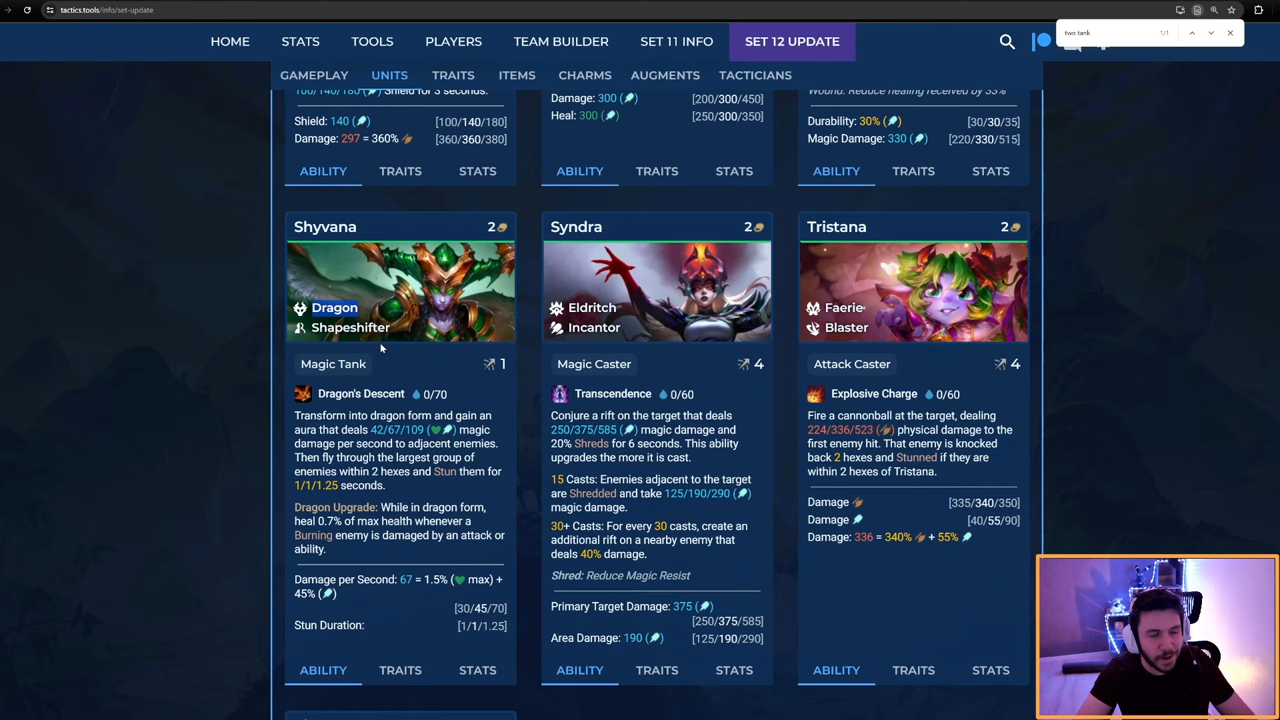 tactics.tools/info/set-update
two tank
1/1
HOME
STATS
TOOLS
PLAYERS
TEAM BUILDER
SET 11 INFO
SET 12 UPDATE
GAMEPLAY
UNITS
TRAITS
ITEMS
CHARMS
AUGMENTS
TACTICIANS
Shield: 140 ( ) [100/140/180]
Damage: 297 = 360% [360/360/380]
ABILITY TRAITS STATS
Damage: 300 ( ) [200/300/450]
Heal: 300 ( ) [250/300/350]
ABILITY TRAITS STATS
Durability: 30% ( ) [30/30/35]
Magic Damage: 330 ( ) [220/330/515]
ABILITY TRAITS STATS
Shyvana 2
Dragon
Shapeshifter
Magic Tank 1
Dragon's Descent 0/70
Transform into dragon form and gain an
aura that deals 42/67/109 ( ) magic
damage per second to adjacent enemies.
Then fly through the largest group of
enemies within 2 hexes and Stun them for
1/1/1.25 seconds.
Dragon Upgrade: While in dragon form,
heal 0.7% of max health whenever a
Burning enemy is damaged by an attack or
ability.
Damage per Second: 67 = 1.5% ( max) +
45% ( )
[30/45/70]
Stun Duration: [1/1/1.25]
ABILITY TRAITS STATS
Syndra 2
Eldritch
Incantor
Magic Caster 4
Transcendence 0/60
Conjure a rift on the target that deals
250/375/585 ( ) magic damage and
20% Shreds for 6 seconds. This ability
upgrades the more it is cast.
15 Casts: Enemies adjacent to the target
are Shredded and take 125/190/290 ( )
magic damage.
30+ Casts: For every 30 casts, create an
additional rift on a nearby enemy that
deals 40% damage.
Shred: Reduce Magic Resist
Primary Target Damage: 375 ( )
[250/375/585]
Area Damage: 190 ( ) [125/190/290]
ABILITY TRAITS STATS
Tristana 2
Faerie
Blaster
Attack Caster 4
Explosive Charge 0/60
Fire a cannonball at the target, dealing
224/336/523 ( ) physical damage to the
first enemy hit. That enemy is knocked
back 2 hexes and Stunned if they are
within 2 hexes of Tristana.
Damage [335/340/350]
Damage [40/55/90]
Damage: 336 = 340% + 55%
ABILITY TRAITS STATS